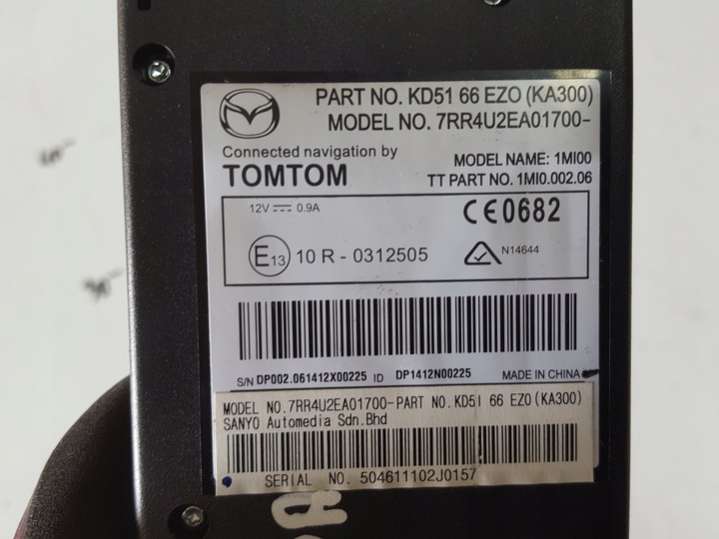 PART NO. KD51 66 EZO (KA300)
MODEL NO. 7RR4U2EA01700-
Connected navigation by
TOMTOM
MODEL NAME: 1MI00
TT PART NO. 1MI0.002.06
12V 0.9A
CE0682
E13 10 R - 0312505
N14644
S/N DP002.061412X00225 ID DP1412N00225 MADE IN CHINA
MODEL NO.7RR4U2EA01700-PART NO.KD51 66 EZ0(KA300)
SANYO Automedia Sdn.Bhd
SERIAL NO. 504611102J0157